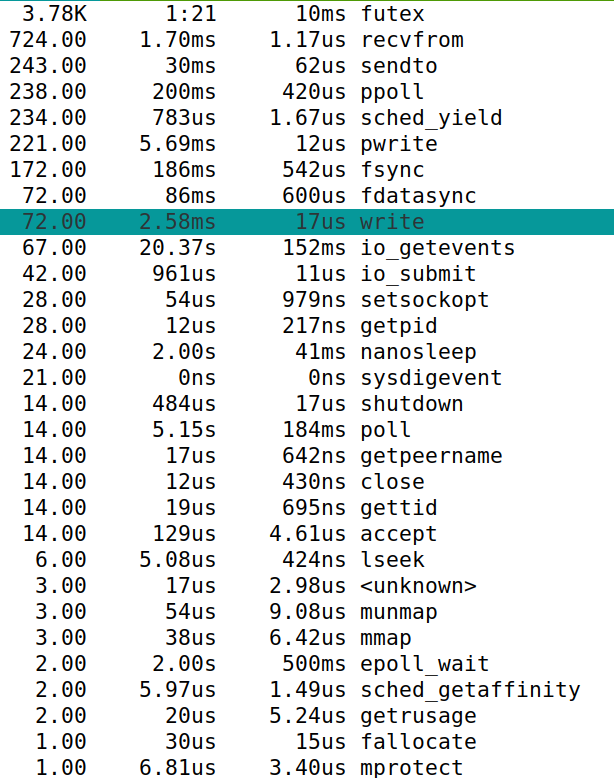 3.78K 1:21 10ms futex
724.00 1.70ms 1.17us recvfrom
243.00 30ms 62us sendto
238.00 200ms 420us ppoll
234.00 783us 1.67us sched_yield
221.00 5.69ms 12us pwrite
172.00 186ms 542us fsync
72.00 86ms 600us fdatasync
72.00 2.58ms 17us write
67.00 20.37s 152ms io_getevents
42.00 961us 11us io_submit
28.00 54us 979ns setsockopt
28.00 12us 217ns getpid
24.00 2.00s 41ms nanosleep
21.00 0ns 0ns sysdigevent
14.00 484us 17us shutdown
14.00 5.15s 184ms poll
14.00 17us 642ns getpeername
14.00 12us 430ns close
14.00 19us 695ns gettid
14.00 129us 4.61us accept
6.00 5.08us 424ns lseek
3.00 17us 2.98us <unknown>
3.00 54us 9.08us munmap
3.00 38us 6.42us mmap
2.00 2.00s 500ms epoll_wait
2.00 5.97us 1.49us sched_getaffinity
2.00 20us 5.24us getrusage
1.00 30us 15us fallocate
1.00 6.81us 3.40us mprotect